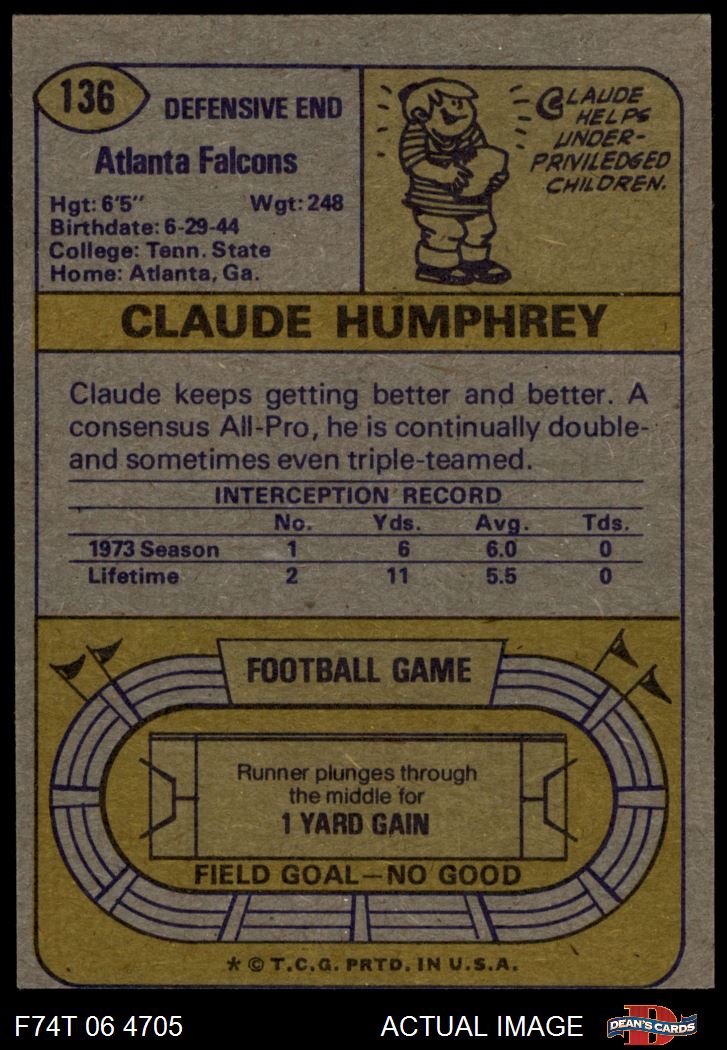 136
DEFENSIVE END
Atlanta Falcons
Hgt: 6'5" Wgt: 248
Birthdate: 6-29-44
College: Tenn. State
Home: Atlanta, Ga.
CLAUDE
HELPS
UNDER-
PRIVILEDGED
CHILDREN.
CLAUDE HUMPHREY
Claude keeps getting better and better. A
consensus All-Pro, he is continually double-
and sometimes even triple-teamed.
INTERCEPTION RECORD
No. Yds. Avg. Tds.
1973 Season 1 6 6.0 0
Lifetime 2 11 5.5 0
FOOTBALL GAME
Runner plunges through
the middle for
1 YARD GAIN
FIELD GOAL—NO GOOD
* © T.C.G. PRTD. IN U.S.A.
F74T 06 4705 ACTUAL IMAGE
D
DEAN'S CARDS